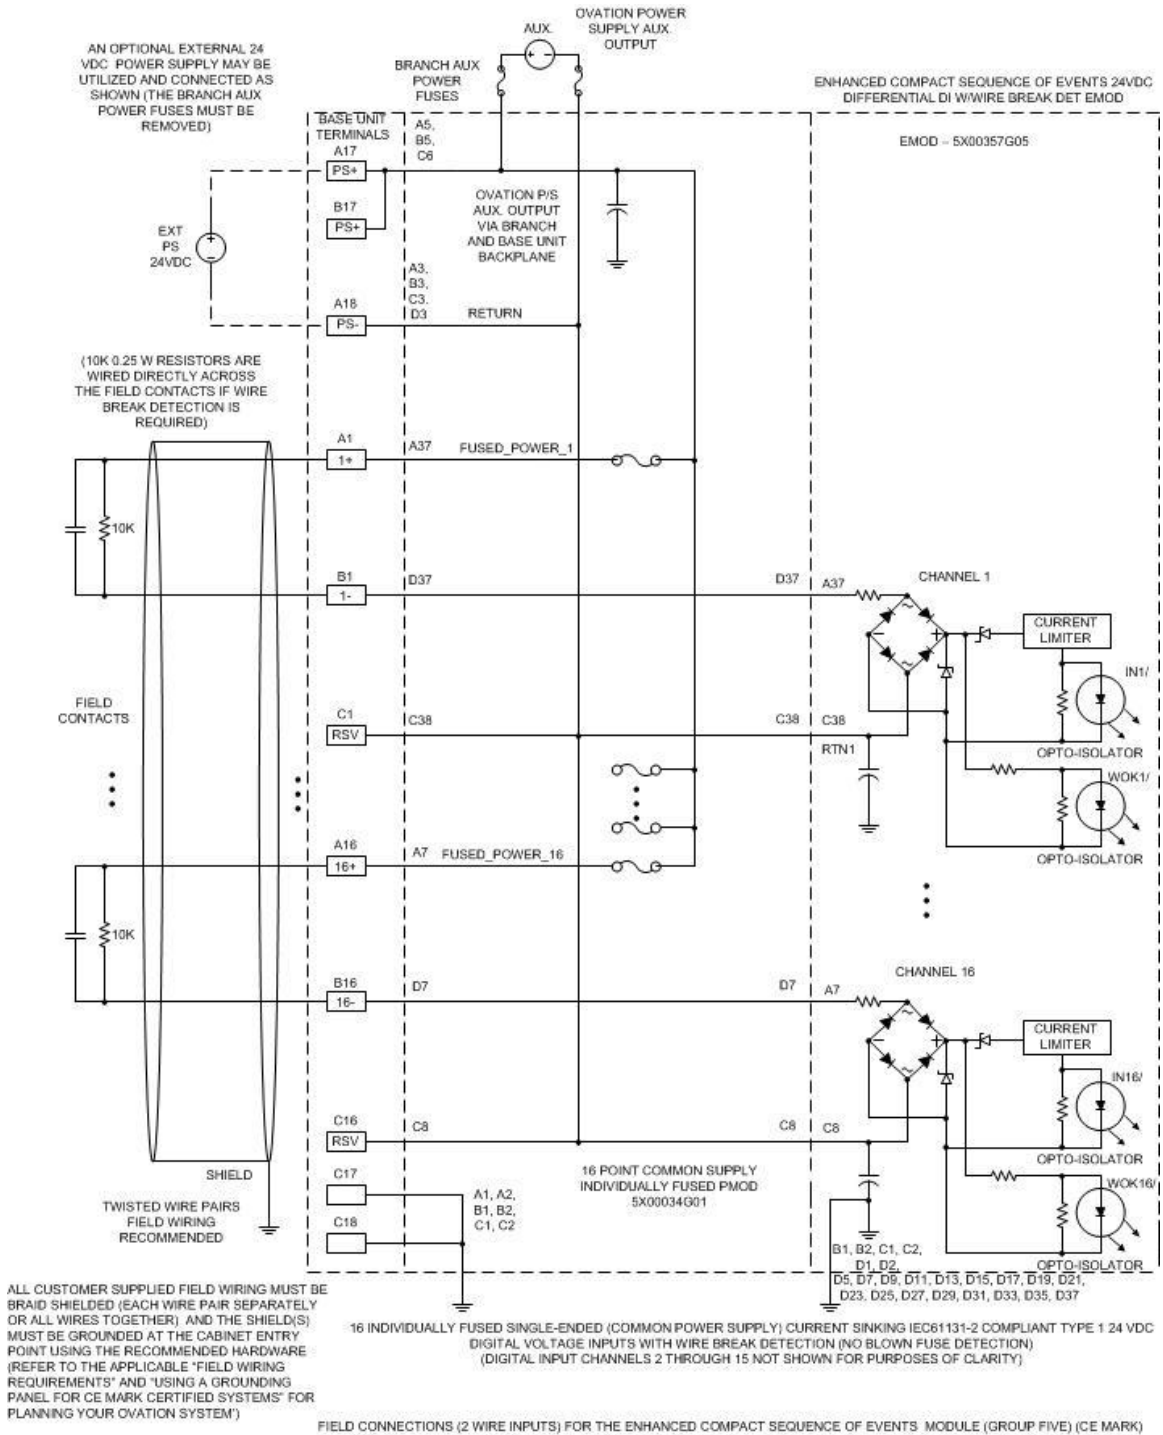 OVATION POWER
SUPPLY AUX.
OUTPUT
AUX.
+ -
AN OPTIONAL EXTERNAL 24
VDC POWER SUPPLY MAY BE
UTILIZED AND CONNECTED AS
SHOWN (THE BRANCH AUX
POWER FUSES MUST BE
REMOVED)
BRANCH AUX
POWER
FUSES
ENHANCED COMPACT SEQUENCE OF EVENTS 24VDC
DIFFERENTIAL DI W/WIRE BREAK DET EMOD
BASE UNIT
TERMINALS
A5,
B5,
C6
EMOD – 5X00357G05
A17
PS+
B17
PS+
OVATION P/S
AUX. OUTPUT
VIA BRANCH
AND BASE UNIT
BACKPLANE
EXT
PS
24VDC
+
-
A3,
B3,
C3.
D3
A18
PS-
RETURN
(10K 0.25 W RESISTORS ARE
WIRED DIRECTLY ACROSS
THE FIELD CONTACTS IF WIRE
BREAK DETECTION IS
REQUIRED)
A1
1+
A37
FUSED_POWER_1
10K
B1
1-
D37
D37
A37
CHANNEL 1
CURRENT
LIMITER
IN1/
OPTO-ISOLATOR
FIELD
CONTACTS
C1
RSV
C38
C38
C38
RTN1
WOK1/
OPTO-ISOLATOR
A16
16+
A7
FUSED_POWER_16
10K
B16
16-
D7
D7
A7
CHANNEL 16
CURRENT
LIMITER
IN16/
OPTO-ISOLATOR
C16
RSV
C8
C8
C8
SHIELD
16 POINT COMMON SUPPLY
INDIVIDUALLY FUSED PMOD
5X00034G01
WOK16/
OPTO-ISOLATOR
C17
C18
A1, A2,
B1, B2,
C1, C2
TWISTED WIRE PAIRS
FIELD WIRING
RECOMMENDED
B1, B2, C1, C2,
D1, D2,
D5, D7, D9, D11, D13, D15, D17, D19, D21,
D23, D25, D27, D29, D31, D33, D35, D37
ALL CUSTOMER SUPPLIED FIELD WIRING MUST BE
BRAID SHIELDED (EACH WIRE PAIR SEPARATELY
OR ALL WIRES TOGETHER) AND THE SHIELD(S)
MUST BE GROUNDED AT THE CABINET ENTRY
POINT USING THE RECOMMENDED HARDWARE
(REFER TO THE APPLICABLE "FIELD WIRING
REQUIREMENTS" AND "USING A GROUNDING
PANEL FOR CE MARK CERTIFIED SYSTEMS" FOR
PLANNING YOUR OVATION SYSTEM")
16 INDIVIDUALLY FUSED SINGLE-ENDED (COMMON POWER SUPPLY) CURRENT SINKING IEC61131-2 COMPLIANT TYPE 1 24 VDC
DIGITAL VOLTAGE INPUTS WITH WIRE BREAK DETECTION (NO BLOWN FUSE DETECTION)
(DIGITAL INPUT CHANNELS 2 THROUGH 15 NOT SHOWN FOR PURPOSES OF CLARITY)
FIELD CONNECTIONS (2 WIRE INPUTS) FOR THE ENHANCED COMPACT SEQUENCE OF EVENTS MODULE (GROUP FIVE) (CE MARK)